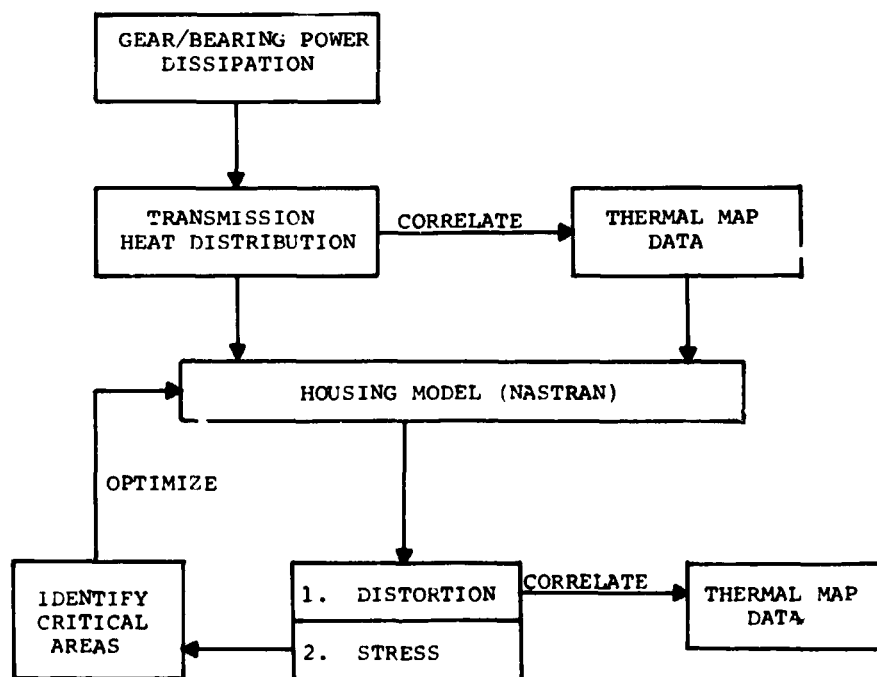 GEAR/BEARING POWER
DISSIPATION
TRANSMISSION
HEAT DISTRIBUTION
CORRELATE
THERMAL MAP
DATA
HOUSING MODEL (NASTRAN)
OPTIMIZE
IDENTIFY
CRITICAL
AREAS
1. DISTORTION
2. STRESS
CORRELATE
THERMAL MAP
DATA